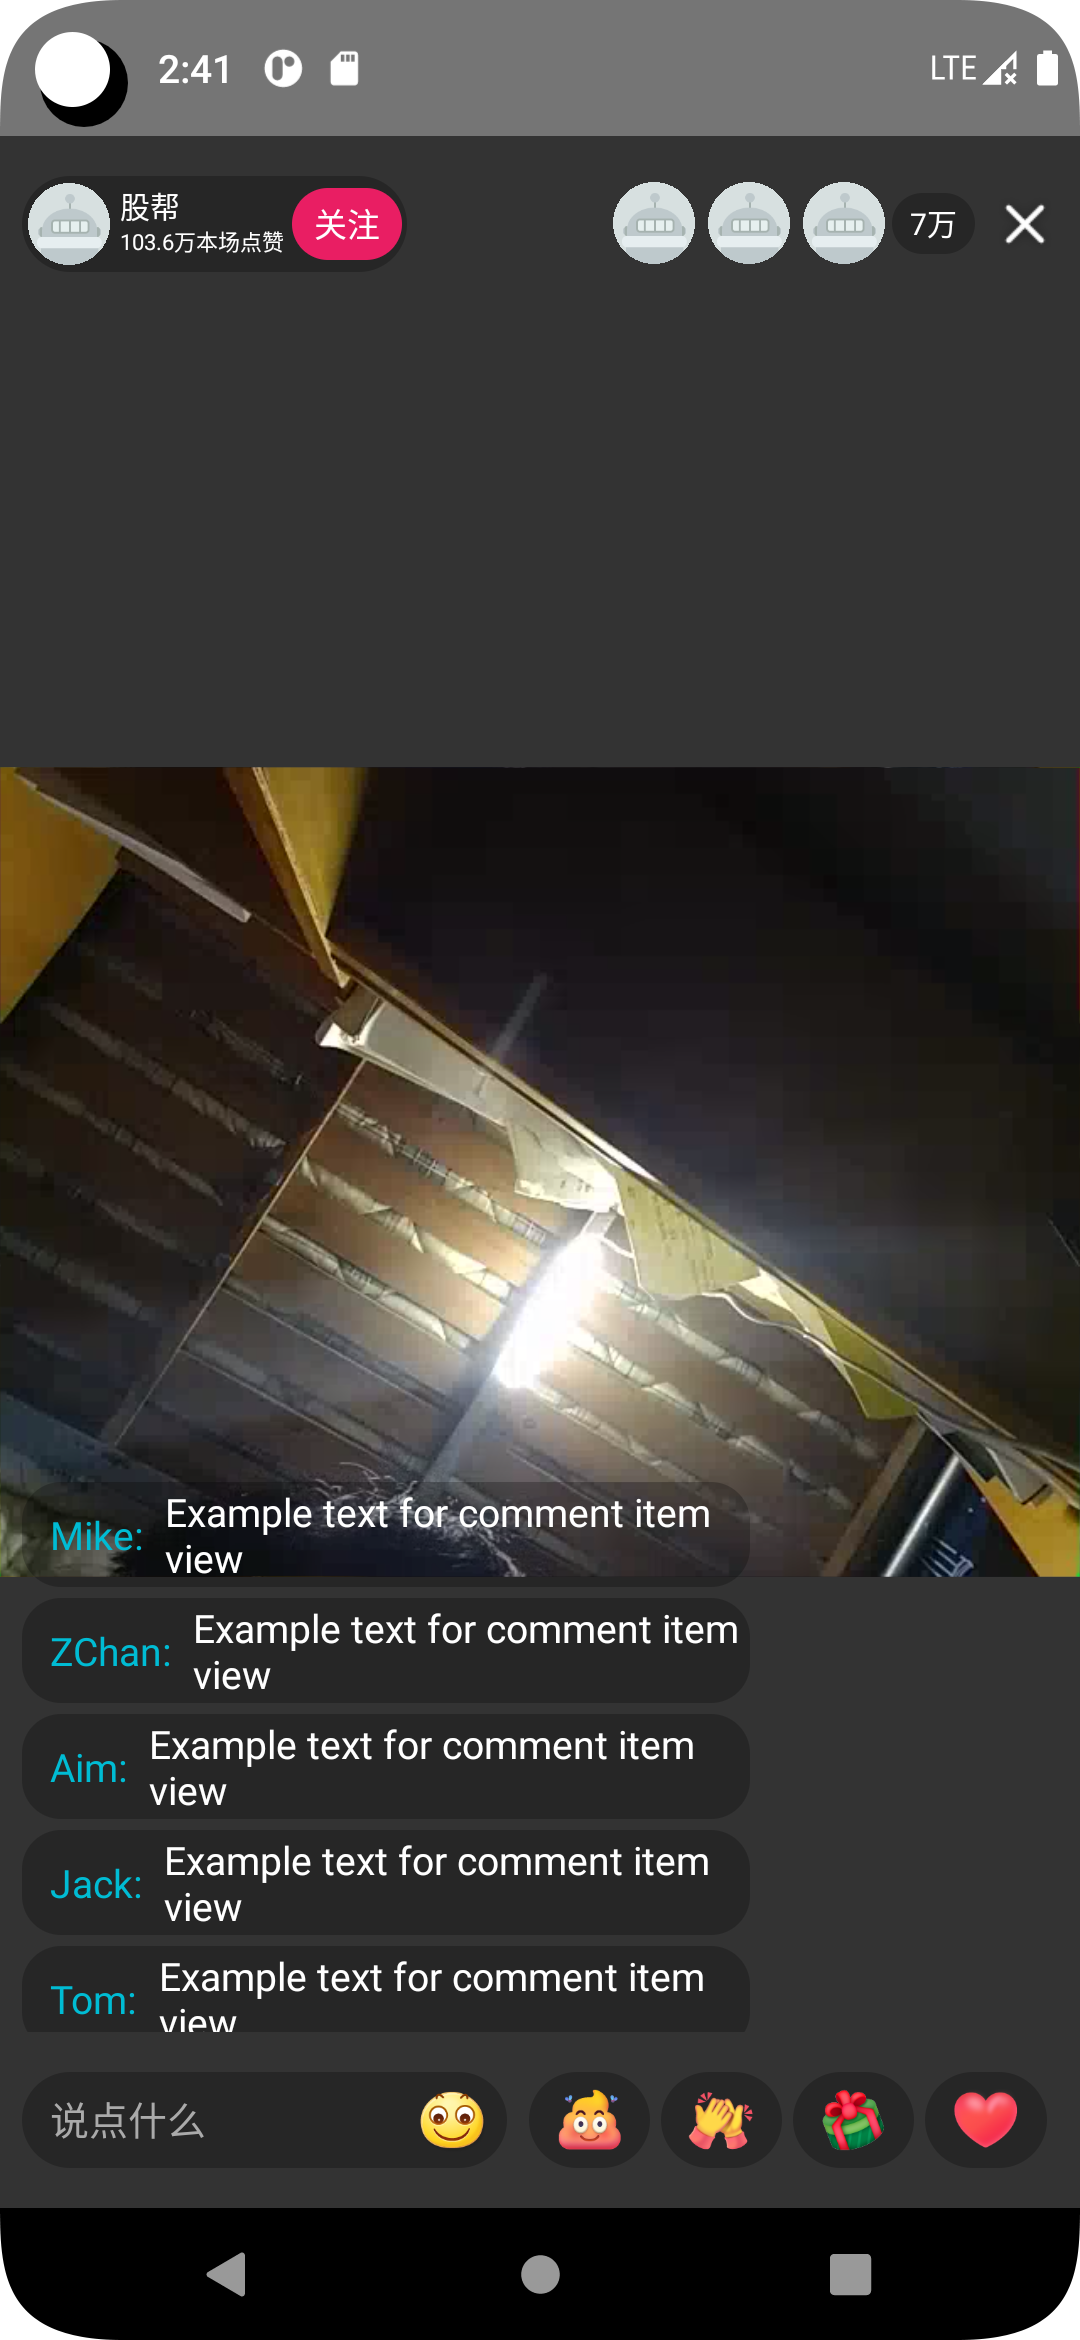 2:41
LTE
股帮
103.6万本场点赞
关注
7万
Mike: Example text for comment item
view
ZChan: Example text for comment item
view
Aim: Example text for comment item
view
Jack: Example text for comment item
view
Tom: Example text for comment item
view
说点什么